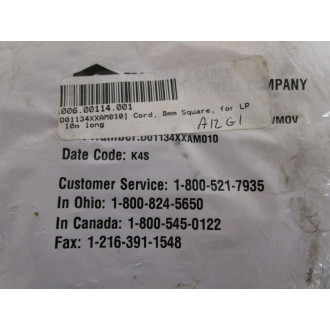 006.00114.001
D01134XXAM010] Cord, 8mm Square, for LP
10m long
A12G1
MPANY
/MOV
umber:D01134XXAM010
Date Code: K4S
Customer Service: 1-800-521-7935
In Ohio: 1-800-824-5650
In Canada: 1-800-545-0122
Fax: 1-216-391-1548